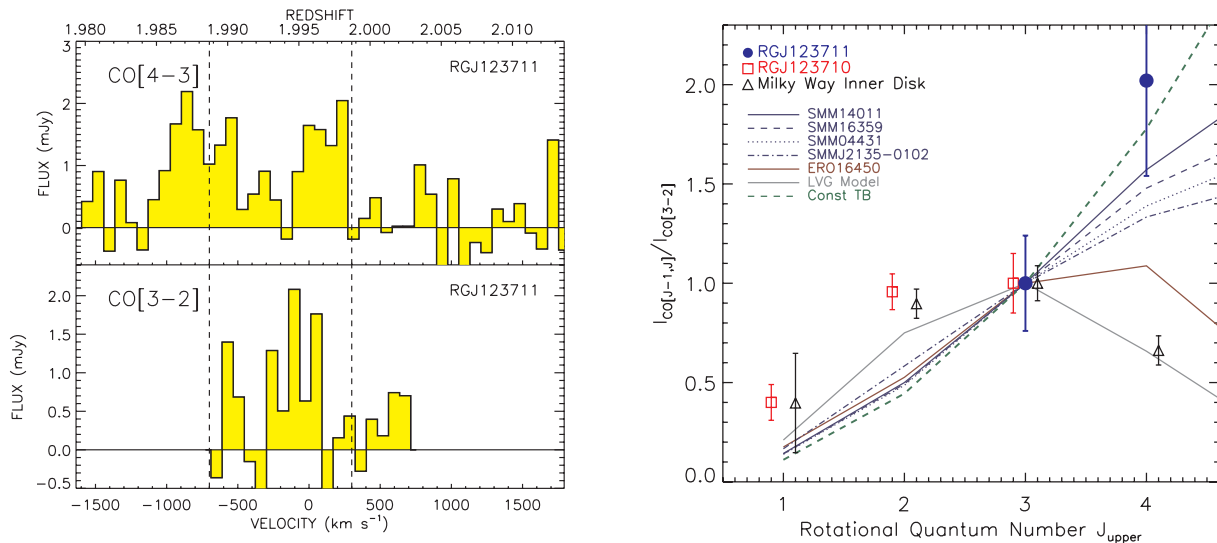 REDSHIFT
1.980 1.987 1.990 1.995 2.000 2.005 2.010
CO[4-3]
RGJ123711
3
2
1
0
FLUX (mJy)
CO[3-2]
RGJ123711
2.0
1.5
1.0
0.5
0.0
-0.5
FLUX (mJy)
-1500 -1000 -500 0 500 1000 1500
VELOCITY (km s⁻¹)
RGJ123711
RGJ123710
Milky Way Inner Disk
SMM14011
SMM16359
SMM04431
SMMJ2135-0102
ERO16450
LVG Model
Const TB
2.0
1.5
1.0
0.5
0.0
I_CO[J-1,J]/I_CO[3-2]
1 2 3 4
Rotational Quantum Number J_upper